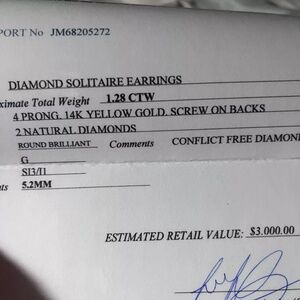 PORT No JM68205272
DIAMOND SOLITAIRE EARRINGS
ximate Total Weight 1.28 CTW
4 PRONG. 14K YELLOW GOLD. SCREW ON BACKS
2 NATURAL DIAMONDS
ROUND BRILLIANT Comments CONFLICT FREE DIAMON
G
SI3/I1
nts 5.2MM
ESTIMATED RETAIL VALUE: $3.000.00